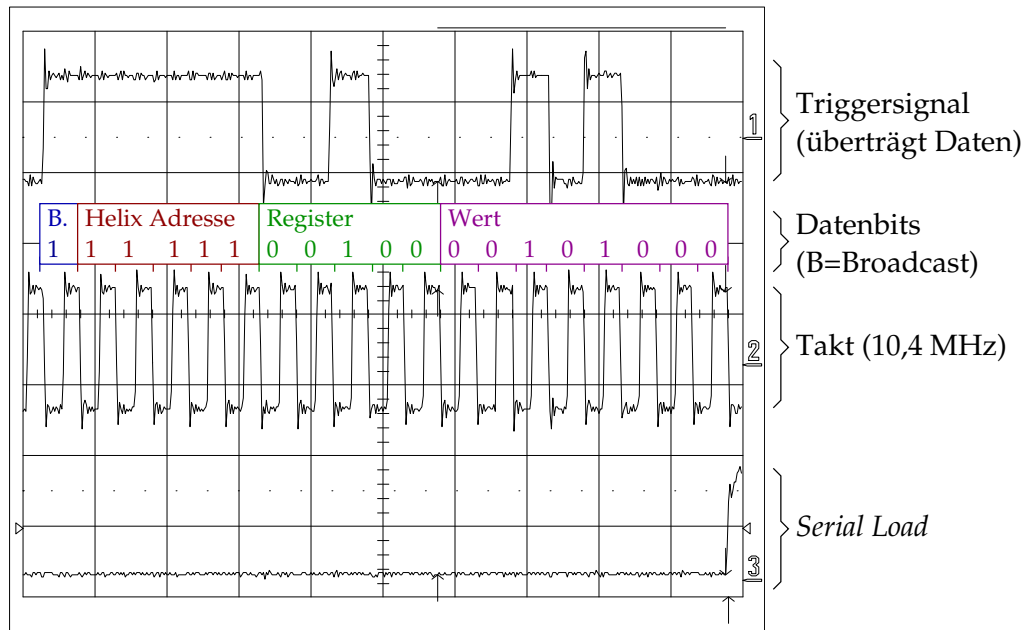 1
Triggersignal
(überträgt Daten)
B. Helix Adresse Register Wert
1 1 1 1 1 1 0 0 1 0 0 0 0 1 0 1 0 0 0
Datenbits
(B=Broadcast)
2
Takt (10,4 MHz)
Serial Load
3